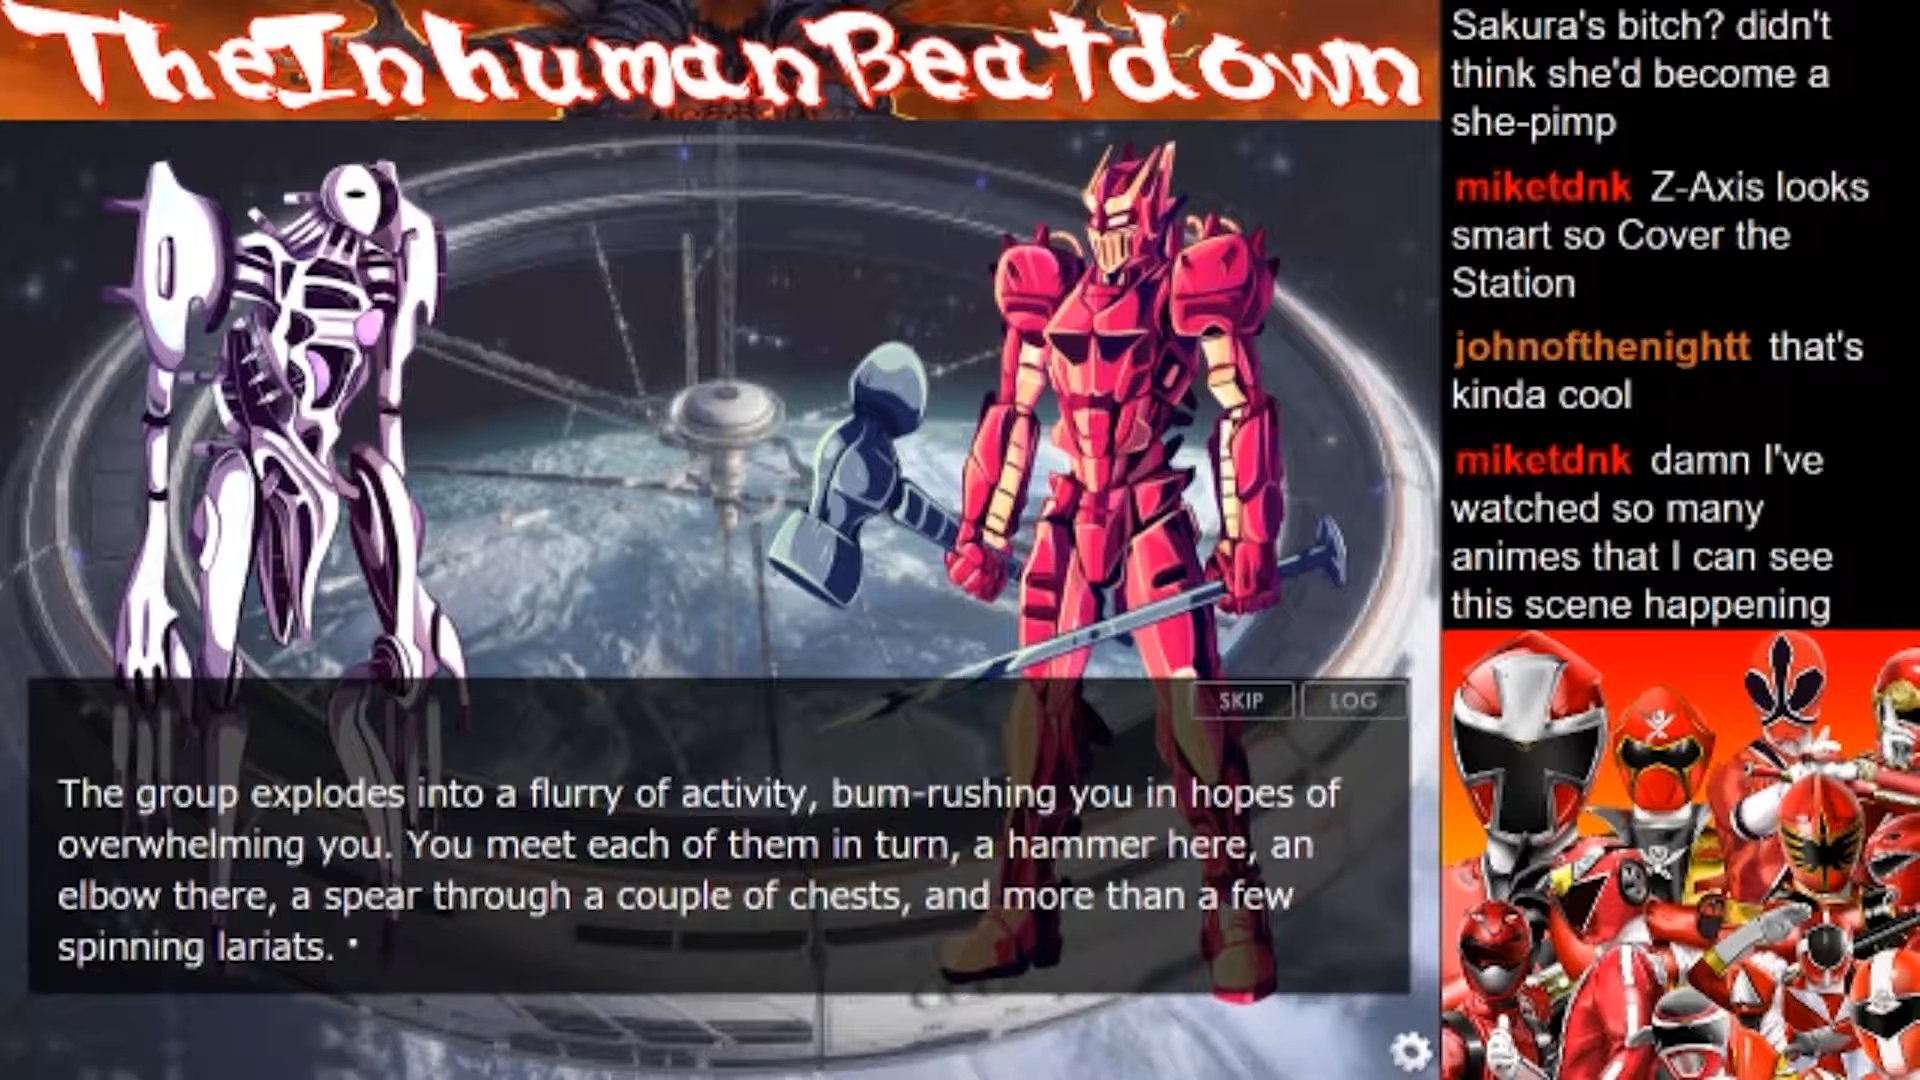 TheInhumanBeatdown
Sakura's bitch? didn't
think she'd become a
she-pimp
miketdnk Z-Axis looks
smart so Cover the
Station
johnofthenightt that's
kinda cool
miketdnk damn I've
watched so many
animes that I can see
this scene happening
SKIP LOG
The group explodes into a flurry of activity, bum-rushing you in hopes of
overwhelming you. You meet each of them in turn, a hammer here, an
elbow there, a spear through a couple of chests, and more than a few
spinning lariats.